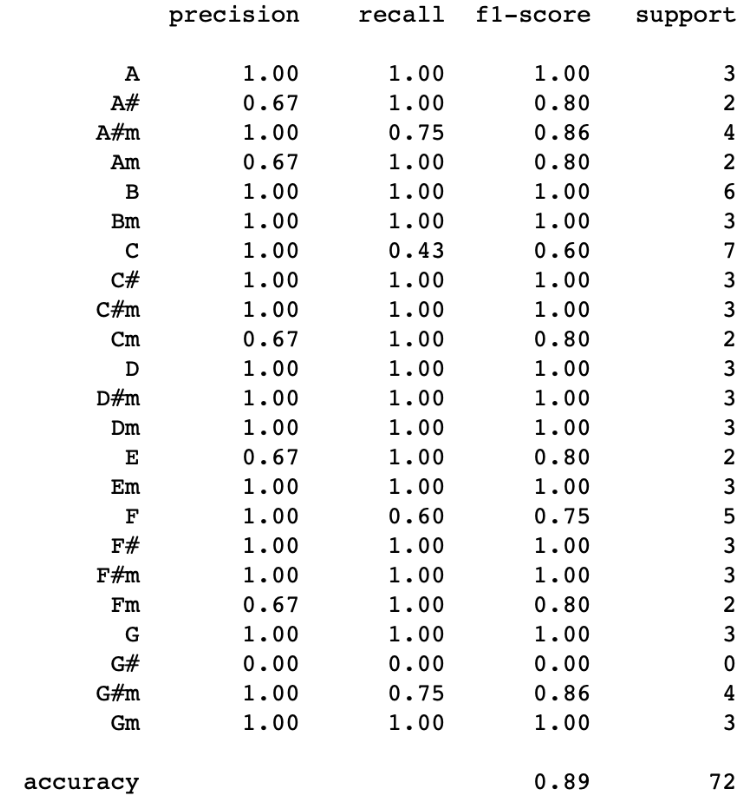 precision recall f1-score support
A 1.00 1.00 1.00 3
A# 0.67 1.00 0.80 2
A#m 1.00 0.75 0.86 4
Am 0.67 1.00 0.80 2
B 1.00 1.00 1.00 6
Bm 1.00 1.00 1.00 3
C 1.00 0.43 0.60 7
C# 1.00 1.00 1.00 3
C#m 1.00 1.00 1.00 3
Cm 0.67 1.00 0.80 2
D 1.00 1.00 1.00 3
D#m 1.00 1.00 1.00 3
Dm 1.00 1.00 1.00 3
E 0.67 1.00 0.80 2
Em 1.00 1.00 1.00 3
F 1.00 0.60 0.75 5
F# 1.00 1.00 1.00 3
F#m 1.00 1.00 1.00 3
Fm 0.67 1.00 0.80 2
G 1.00 1.00 1.00 3
G# 0.00 0.00 0.00 0
G#m 1.00 0.75 0.86 4
Gm 1.00 1.00 1.00 3
accuracy 0.89 72